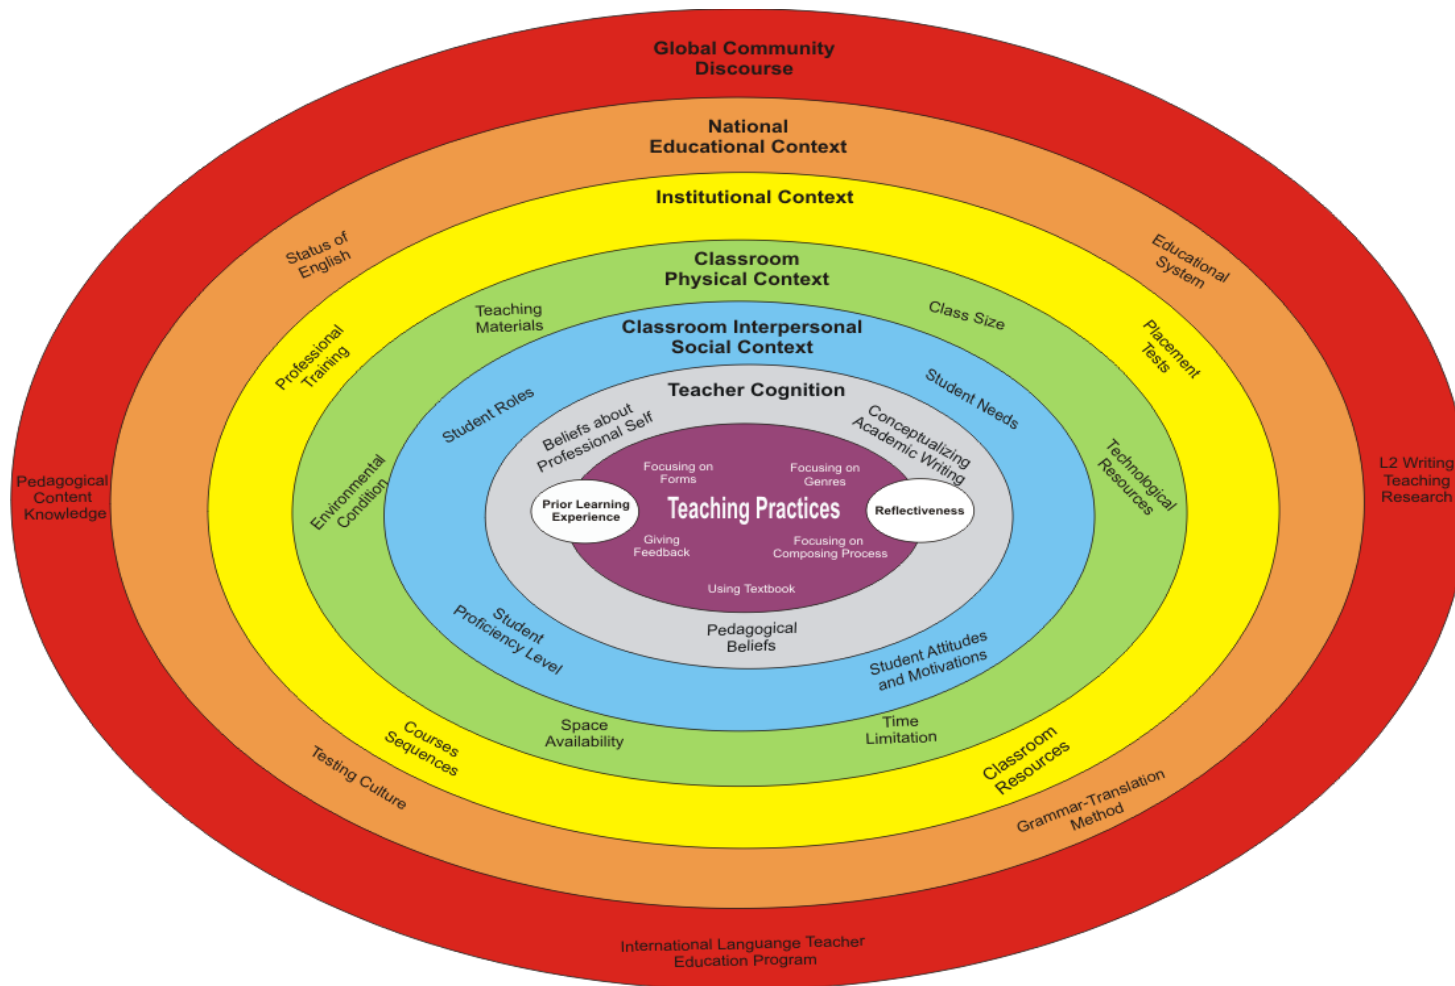 Global Community
Discourse
National
Educational Context
Institutional Context
Status of
English
Educational
System
Classroom
Physical Context
Teaching
Materials
Class Size
Professional
Training
Placement
Tests
Classroom Interpersonal
Social Context
Student Roles
Student Needs
Teacher Cognition
Beliefs about
Professional Self
Conceptualizing
Academic Writing
Pedagogical
Content
Knowledge
L2 Writing
Teaching
Research
Environmental
Condition
Technological
Resources
Focusing on
Forms
Focusing on
Genres
Prior Learning
Experience
Teaching Practices
Reflectiveness
Giving
Feedback
Focusing on
Composing Process
Using Textbook
Pedagogical
Beliefs
Student
Proficiency Level
Student Attitudes
and Motivations
Space
Availability
Time
Limitation
Courses
Sequences
Classroom
Resources
Testing Culture
Grammar-Translation
Method
International Languange Teacher
Education Program